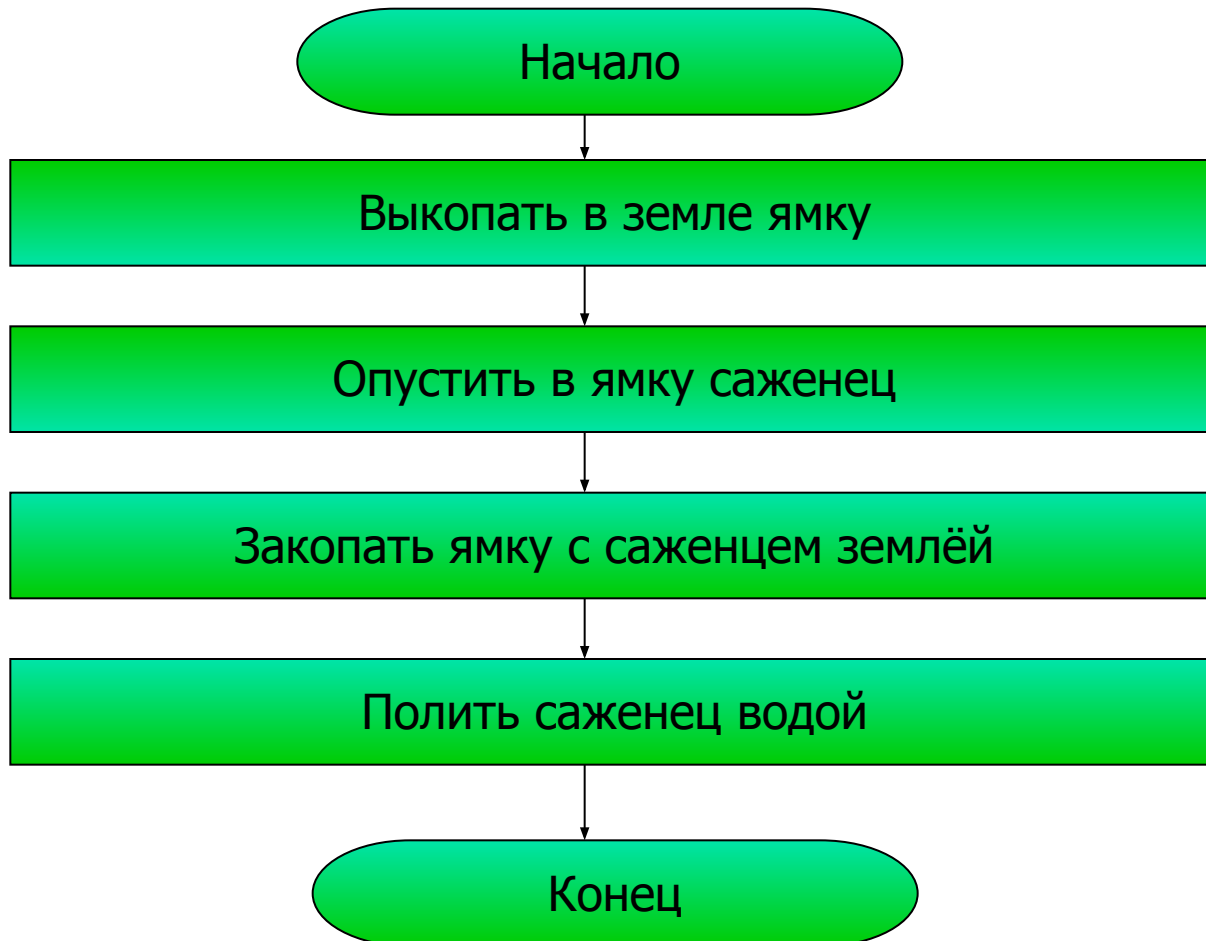 Начало
Выкопать в земле ямку
Опустить в ямку саженец
Закопать ямку с саженцем землёй
Полить саженец водой
Конец